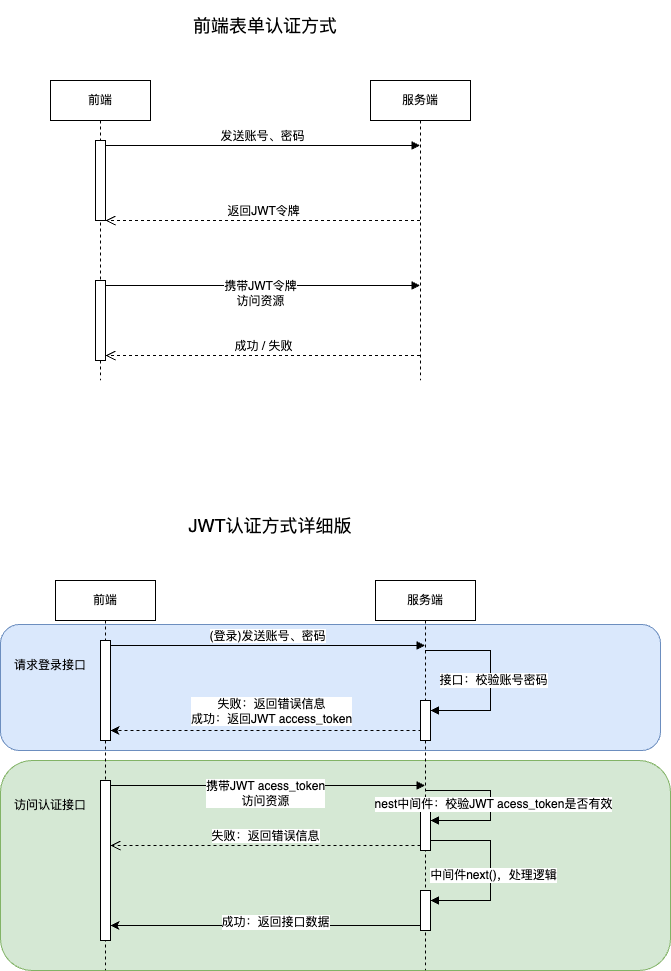 前端表单认证方式
前端
服务端
发送账号、密码
返回JWT令牌
携带JWT令牌
访问资源
成功 / 失败
JWT认证方式详细版
前端
服务端
(登录)发送账号、密码
请求登录接口
接口：校验账号密码
失败：返回错误信息
成功：返回JWT access_token
携带JWT acess_token
访问资源
访问认证接口
nest中间件：校验JWT acess_token是否有效
失败：返回错误信息
中间件next()，处理逻辑
成功：返回接口数据